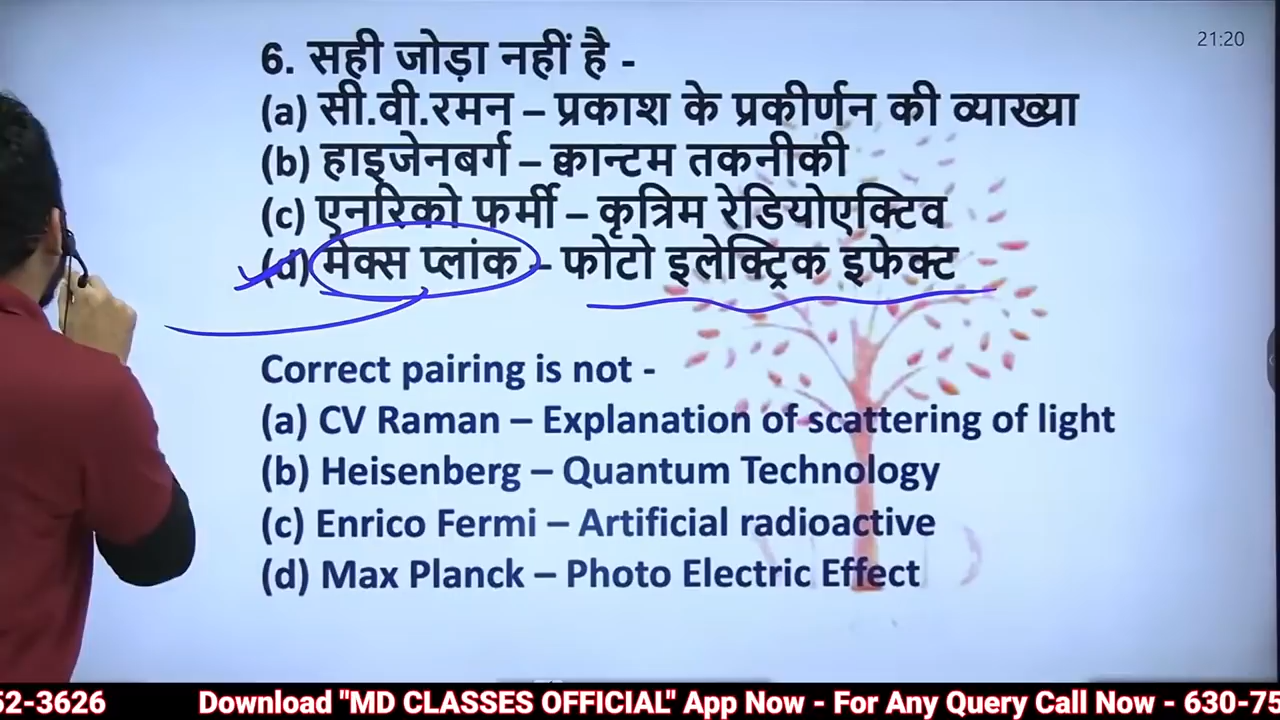 21:20
6. सही जोड़ा नहीं है -
(a) सी.वी.रमन – प्रकाश के प्रकीर्णन की व्याख्या
(b) हाइजेनबर्ग – क्वान्टम तकनीकी
(c) एनरिको फर्मी – कृत्रिम रेडियोएक्टिव
(d) मेक्स प्लांक – फोटो इलेक्ट्रिक इफेक्ट
Correct pairing is not -
(a) CV Raman – Explanation of scattering of light
(b) Heisenberg – Quantum Technology
(c) Enrico Fermi – Artificial radioactive
(d) Max Planck – Photo Electric Effect
52-3626 Download "MD CLASSES OFFICIAL" App Now - For Any Query Call Now - 630-75